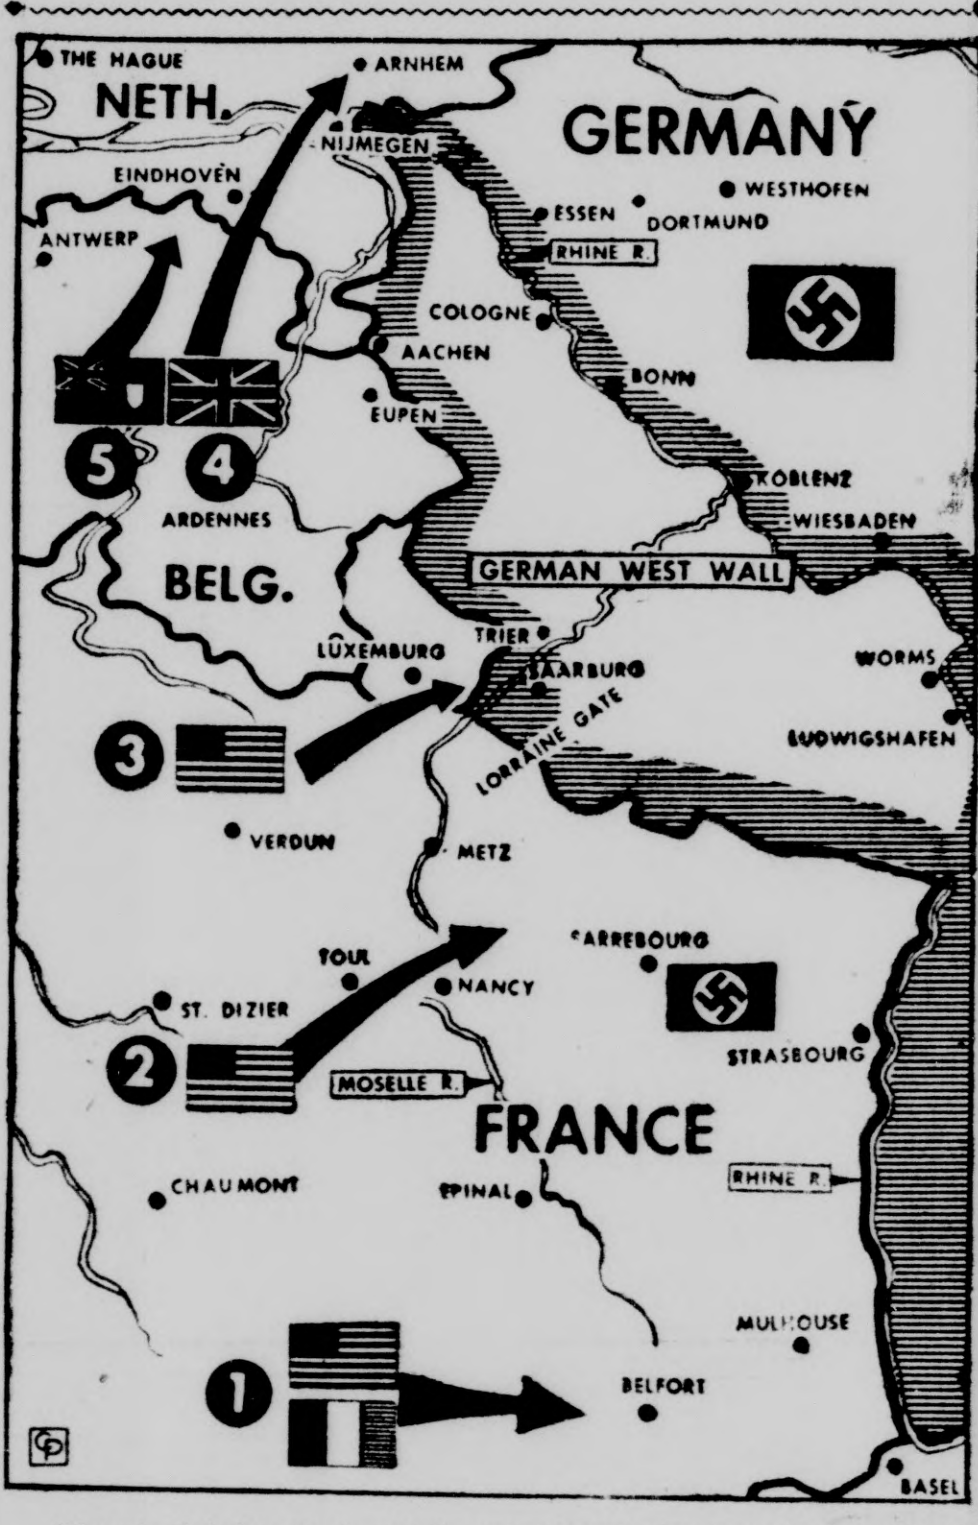 THE HAGUE
ARNHEM
NETH.
GERMANY
NIJMEGEN
EINDHOVEN
WESTHOFEN
ESSEN
DORTMUND
ANTWERP
RHINE R.
COLOGNE
AACHEN
BONN
EUPEN
5
4
KOBLENZ
ARDENNES
WIESBADEN
BELG.
GERMAN WEST WALL
TRIER
LUXEMBURG
SAARBURG
WORMS
LORRAINE GATE
LUDWIGSHAFEN
3
VERDUN
METZ
SARREBOURG
TOUL
NANCY
ST. DIZIER
STRASBOURG
2
MOSELLE R.
FRANCE
RHINE R.
CHAUMONT
EPINAL
MULHOUSE
1
BELFORT
CP
BASEL